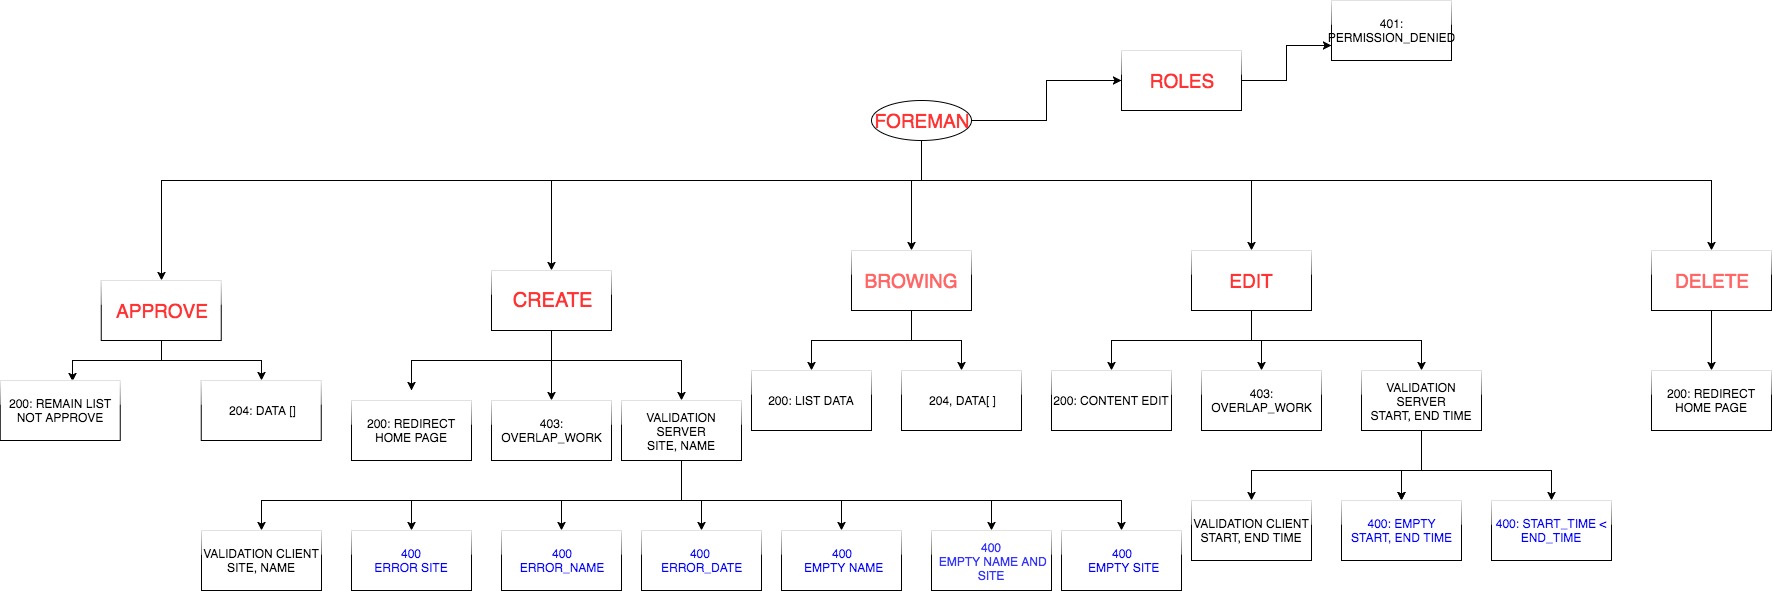 401:
PERMISSION_DENIED
ROLES
FOREMAN
APPROVE
CREATE
BROWING
EDIT
DELETE
200: REMAIN LIST
NOT APPROVE
204: DATA []
200: REDIRECT
HOME PAGE
403:
OVERLAP_WORK
VALIDATION
SERVER
SITE, NAME
200: LIST DATA
204, DATA[ ]
200: CONTENT EDIT
403:
OVERLAP_WORK
VALIDATION
SERVER
START, END TIME
200: REDIRECT
HOME PAGE
VALIDATION CLIENT
SITE, NAME
400
ERROR SITE
400
ERROR_NAME
400
ERROR_DATE
400
EMPTY NAME
400
EMPTY NAME AND
SITE
400
EMPTY SITE
VALIDATION CLIENT
START, END TIME
400: EMPTY
START, END TIME
400: START_TIME <
END_TIME